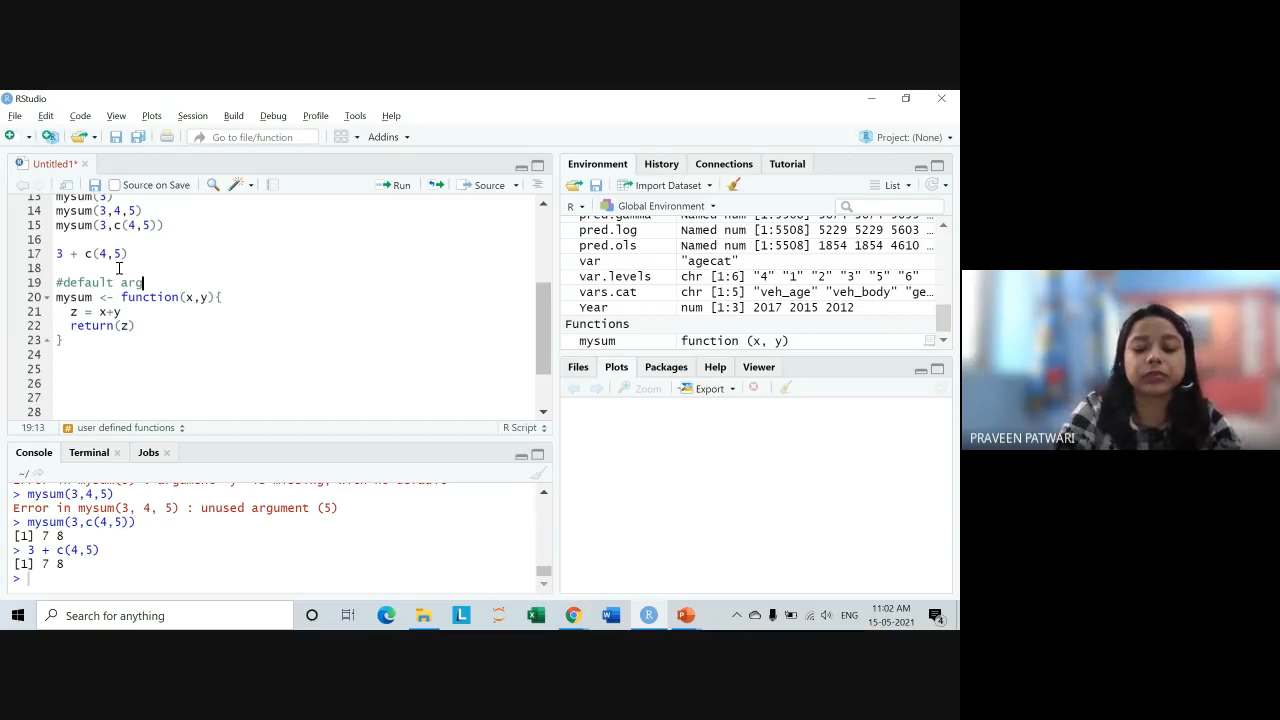 RStudio
File Edit Code View Plots Session Build Debug Profile Tools Help
Go to file/function Addins Project: (None)
Untitled1*
Source on Save Run Source
13 mysum(3)
14 mysum(3,4,5)
15 mysum(3,c(4,5))
16
17 3 + c(4,5)
18
19 #default arg
20 mysum <- function(x,y){
21 z = x+y
22 return(z)
23 }
24
25
26
27
28
19:13 # user defined functions R Script
Console Terminal Jobs
~/
> mysum(3,4,5)
Error in mysum(3, 4, 5) : unused argument (5)
> mysum(3,c(4,5))
[1] 7 8
> 3 + c(4,5)
[1] 7 8
>
Environment History Connections Tutorial
Import Dataset List
R Global Environment
pred.log Named num [1:5508] 5229 5229 5603 ...
pred.ols Named num [1:5508] 1854 1854 4610 ...
var "agecat"
var.levels chr [1:6] "4" "1" "2" "3" "5" "6"
vars.cat chr [1:5] "veh_age" "veh_body" "ge…
Year num [1:3] 2017 2015 2012
Functions
mysum function (x, y)
Files Plots Packages Help Viewer
Zoom Export
PRAVEEN PATWARI
Search for anything
ENG
11:02 AM
15-05-2021
4